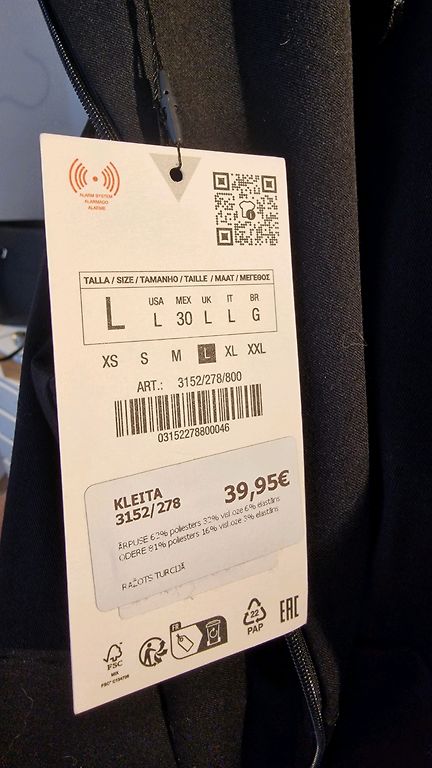 ALARM SYSTEM
ALARMADO
ALARME
TALLA / SIZE / TAMANHO / TAILLE / MAAT / ΜΕΓΕΘΟΣ
L
USA MEX UK IT BR
L 30 L L G
XS S M L XL XXL
ART.: 3152/278/800
03152278800046
KLEITA
3152/278
39,95€
ĀRPUSE 62% poliesters 32% viskoze 6% elastāns
ODERE 81% poliesters 16% viskoze 3% elastāns
RAŽOTS TURCIJĀ
FR
FSC
MIX
22
PAP
EAC